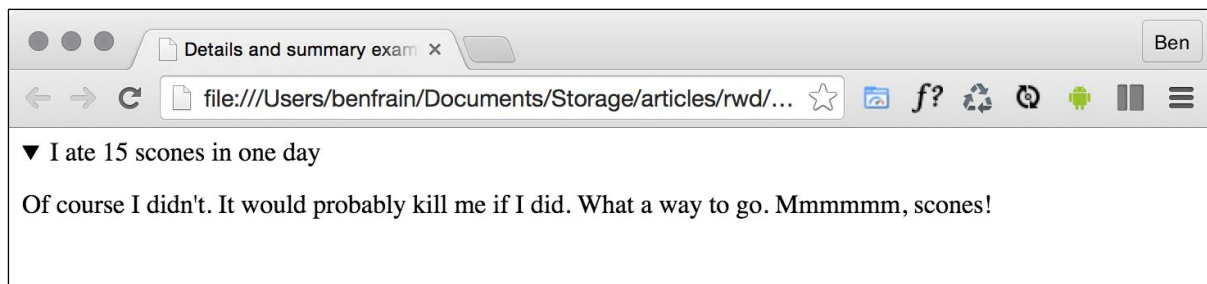 Details and summary exam
Ben
file:///Users/benfrain/Documents/Storage/articles/rwd/...
f?
I ate 15 scones in one day
Of course I didn't. It would probably kill me if I did. What a way to go. Mmmmmm, scones!